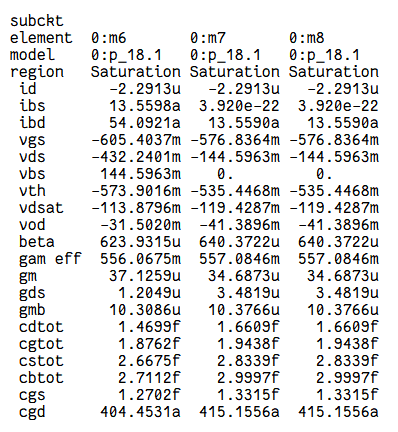 subckt
element 0:m6 0:m7 0:m8
model 0:p_18.1 0:p_18.1 0:p_18.1
region Saturation Saturation Saturation
id -2.2913u -2.2913u -2.2913u
ibs 13.5598a 3.920e-22 3.920e-22
ibd 54.0921a 13.5590a 13.5590a
vgs -605.4037m -576.8364m -576.8364m
vds -432.2401m -144.5963m -144.5963m
vbs 144.5963m 0. 0.
vth -573.9016m -535.4468m -535.4468m
vdsat -113.8796m -119.4287m -119.4287m
vod -31.5020m -41.3896m -41.3896m
beta 623.9315u 640.3722u 640.3722u
gam eff 556.0675m 557.0846m 557.0846m
gm 37.1259u 34.6873u 34.6873u
gds 1.2049u 3.4819u 3.4819u
gmb 10.3086u 10.3766u 10.3766u
cdtot 1.4699f 1.6609f 1.6609f
cgtot 1.8762f 1.9438f 1.9438f
cstot 2.6675f 2.8339f 2.8339f
cbtot 2.7112f 2.9997f 2.9997f
cgs 1.2702f 1.3315f 1.3315f
cgd 404.4531a 415.1556a 415.1556a